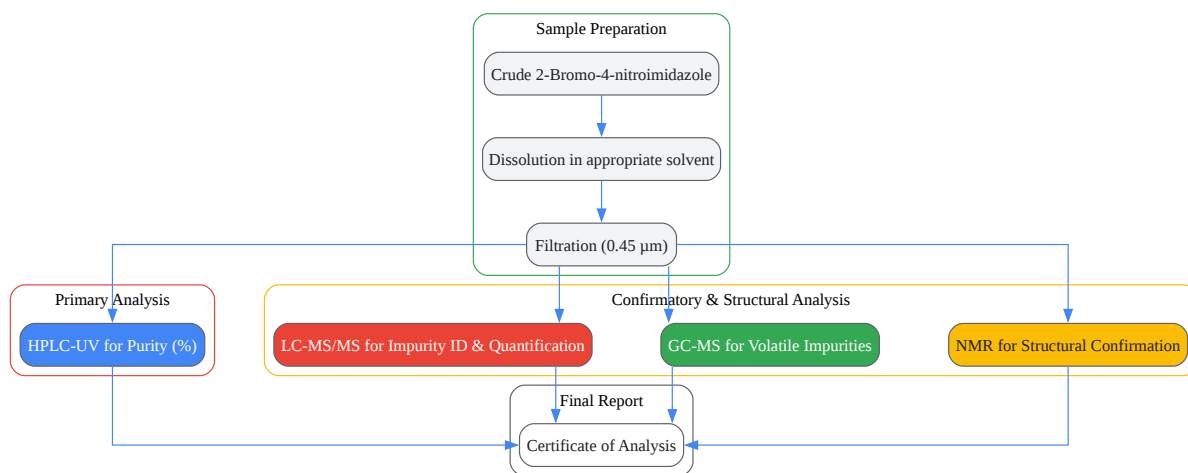 Sample Preparation
Crude 2-Bromo-4-nitroimidazole
Dissolution in appropriate solvent
Filtration (0.45 µm)
Primary Analysis
HPLC-UV for Purity (%)
Confirmatory & Structural Analysis
LC-MS/MS for Impurity ID & Quantification
GC-MS for Volatile Impurities
NMR for Structural Confirmation
Final Report
Certificate of Analysis